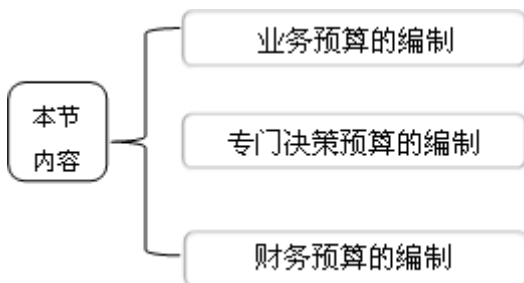 业务预算的编制
本节
内容
专门决策预算的编制
财务预算的编制